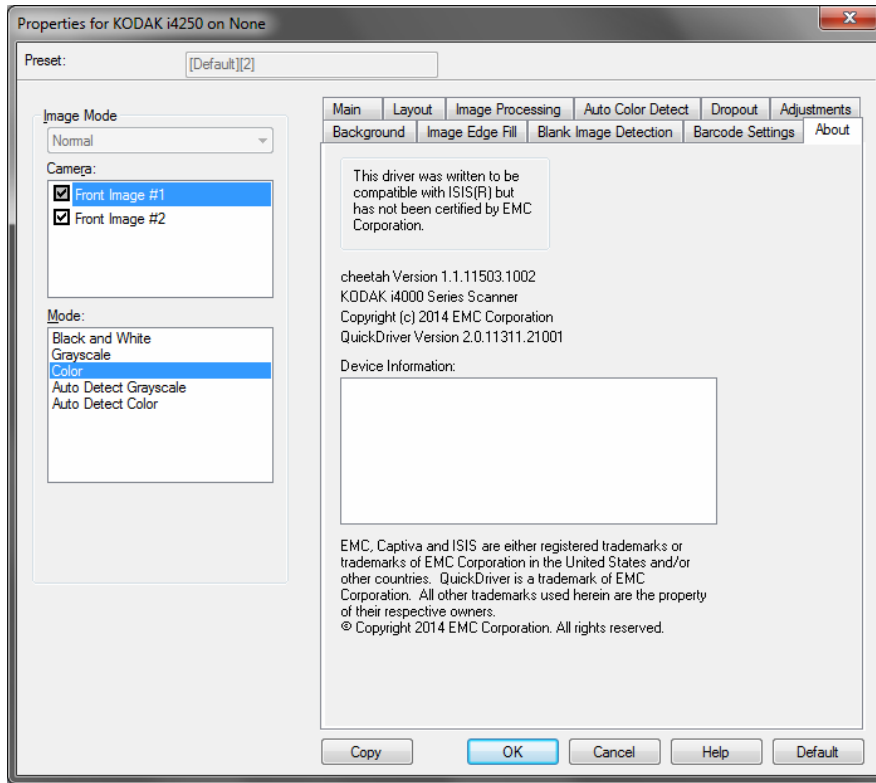 Properties for KODAK i4250 on None
Preset:
[Default][2]
Image Mode
Normal
Camera:
Front Image #1
Front Image #2
Mode:
Black and White
Grayscale
Color
Auto Detect Grayscale
Auto Detect Color
Main Layout Image Processing Auto Color Detect Dropout Adjustments
Background Image Edge Fill Blank Image Detection Barcode Settings About
This driver was written to be
compatible with ISIS(R) but
has not been certified by EMC
Corporation.
cheetah Version 1.1.11503.1002
KODAK i4000 Series Scanner
Copyright (c) 2014 EMC Corporation
QuickDriver Version 2.0.11311.21001
Device Information:
EMC, Captiva and ISIS are either registered trademarks or
trademarks of EMC Corporation in the United States and/or
other countries. QuickDriver is a trademark of EMC
Corporation. All other trademarks used herein are the property
of their respective owners.
© Copyright 2014 EMC Corporation. All rights reserved.
Copy OK Cancel Help Default